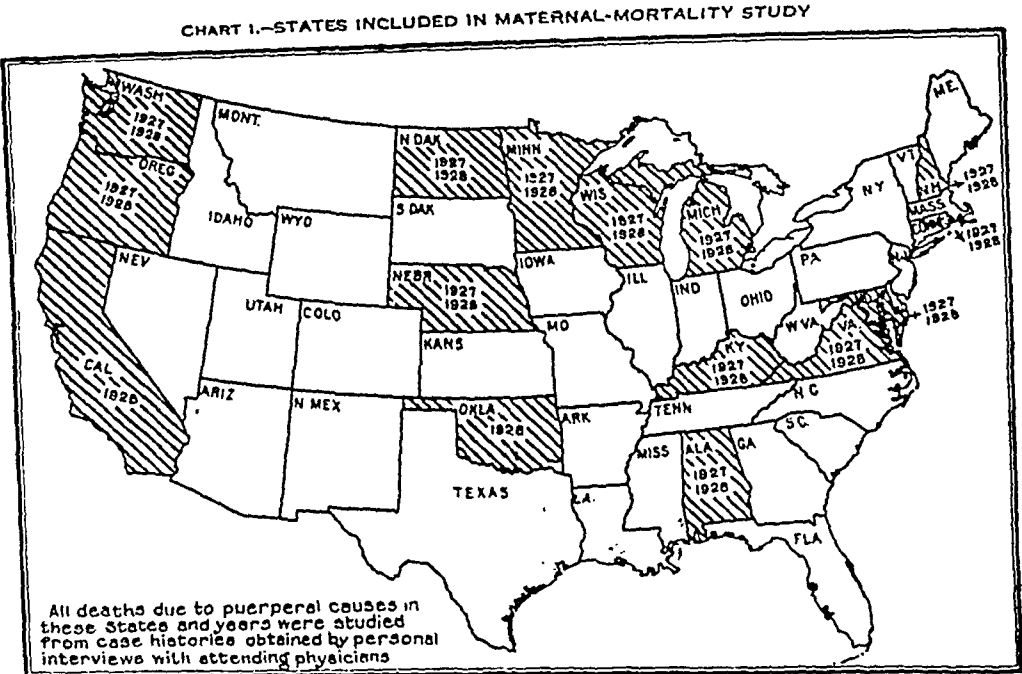 CHART 1.—STATES INCLUDED IN MATERNAL-MORTALITY STUDY
WASH
1927
1928
MONT.
N DAK
1927
1928
MINN
1927
1928
ME.
OREG
1927
1928
IDAHO
WYO
S DAK
WIS
1927
1928
MICH
1927
1928
NY
VT
NH
1927
1928
MASS
1927
1928
NEV
UTAH
COLO
NEBR
1927
1928
IOWA
ILL
IND
OHIO
PA
NJ
1927
1928
CAL
1928
KANS
MO
KY
1927
1928
W VA
VA.
1927
1928
ARIZ
N MEX
OKLA
1928
ARK
TENN
N C
S C.
TEXAS
LA.
MISS
ALA
1927
1928
GA
FLA
All deaths due to puerperal causes in
these States and years were studied
from case histories obtained by personal
interviews with attending physicians